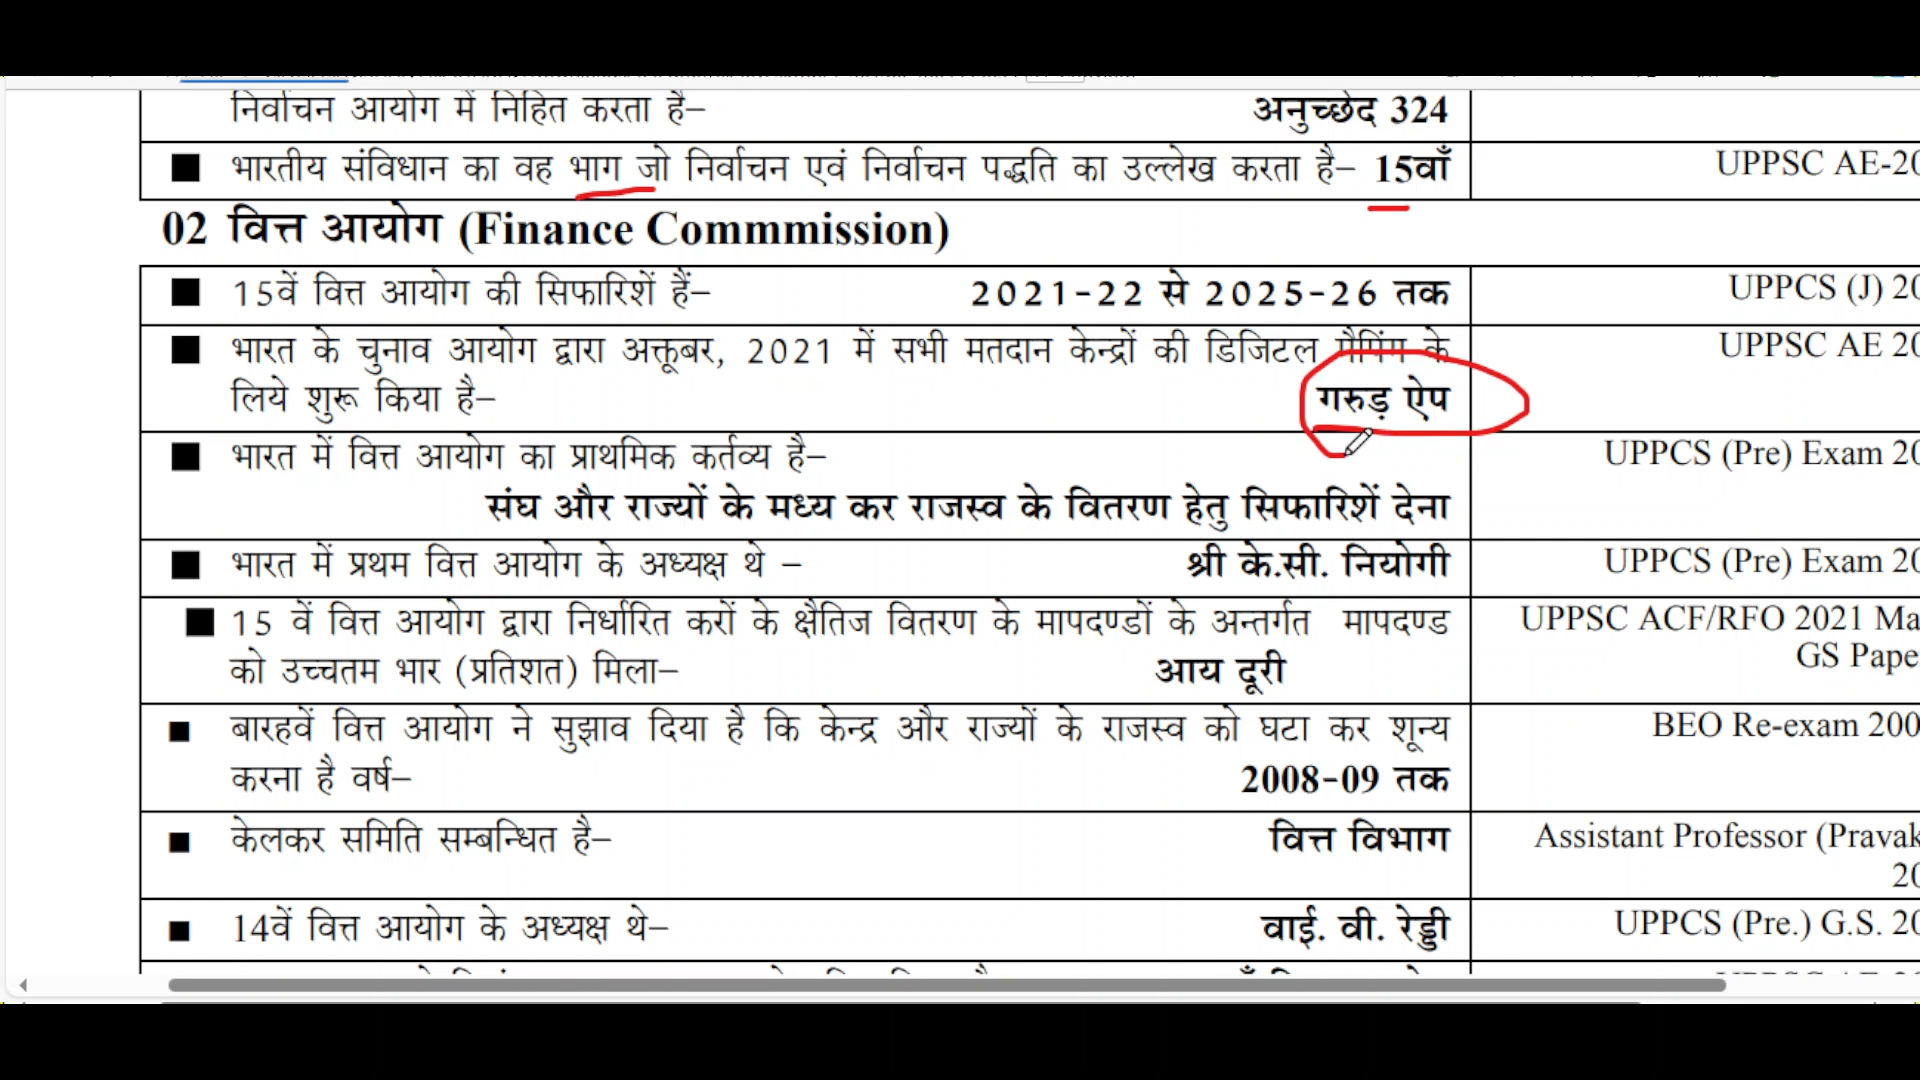 निर्वाचन आयोग में निहित करता है– अनुच्छेद 324
■ भारतीय संविधान का वह भाग जो निर्वाचन एवं निर्वाचन पद्धति का उल्लेख करता है– 15वाँ UPPSC AE-20
02 वित्त आयोग (Finance Commmission)
■ 15वें वित्त आयोग की सिफारिशें हैं– 2021-22 से 2025-26 तक UPPCS (J) 20
■ भारत के चुनाव आयोग द्वारा अक्तूबर, 2021 में सभी मतदान केन्द्रों की डिजिटल मैपिंग के UPPSC AE 20
लिये शुरू किया है– गरुड़ ऐप
■ भारत में वित्त आयोग का प्राथमिक कर्तव्य है– UPPCS (Pre) Exam 20
संघ और राज्यों के मध्य कर राजस्व के वितरण हेतु सिफारिशें देना
■ भारत में प्रथम वित्त आयोग के अध्यक्ष थे – श्री के.सी. नियोगी UPPCS (Pre) Exam 20
■ 15 वें वित्त आयोग द्वारा निर्धारित करों के क्षैतिज वितरण के मापदण्डों के अन्तर्गत मापदण्ड UPPSC ACF/RFO 2021 Ma
को उच्चतम भार (प्रतिशत) मिला– आय दूरी GS Pape
■ बारहवें वित्त आयोग ने सुझाव दिया है कि केन्द्र और राज्यों के राजस्व को घटा कर शून्य BEO Re-exam 200
करना है वर्ष– 2008-09 तक
■ केलकर समिति सम्बन्धित है– वित्त विभाग Assistant Professor (Pravak
20
■ 14वें वित्त आयोग के अध्यक्ष थे– वाई. वी. रेड्डी UPPCS (Pre.) G.S. 20